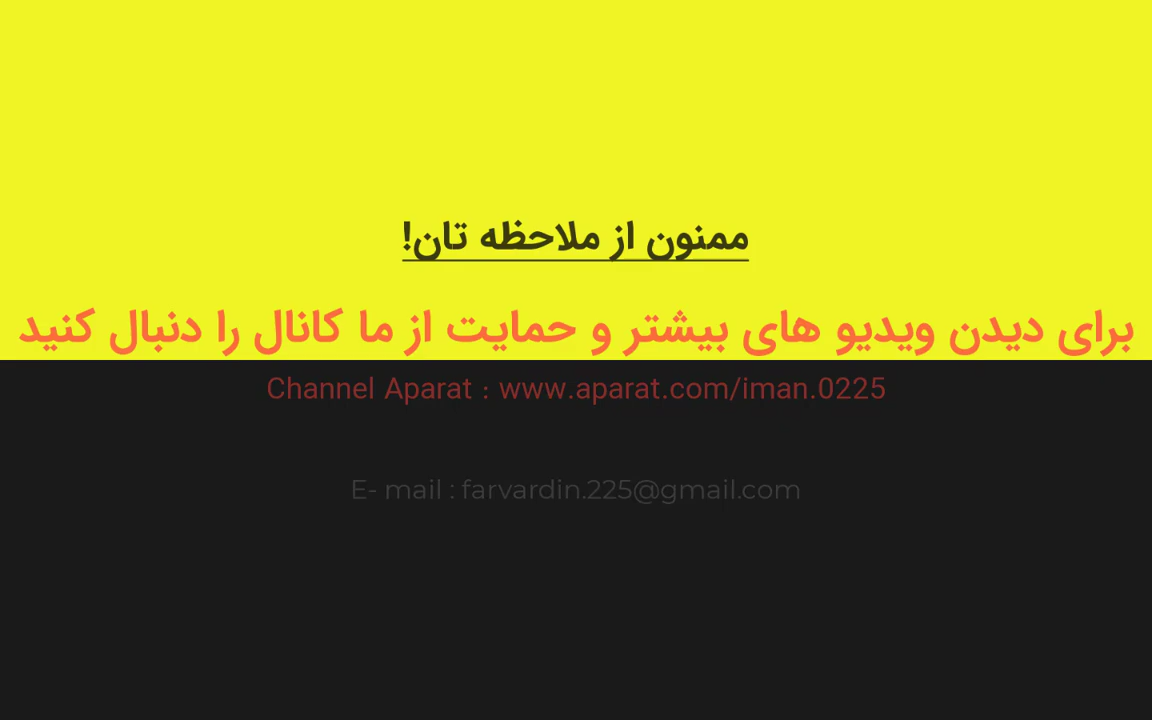 ممنون از ملاحظه تان!
برای دیدن ویدیو های بیشتر و حمایت از ما کانال را دنبال کنید
Channel Aparat : www.aparat.com/iman.0225
E- mail : farvardin.225@gmail.com